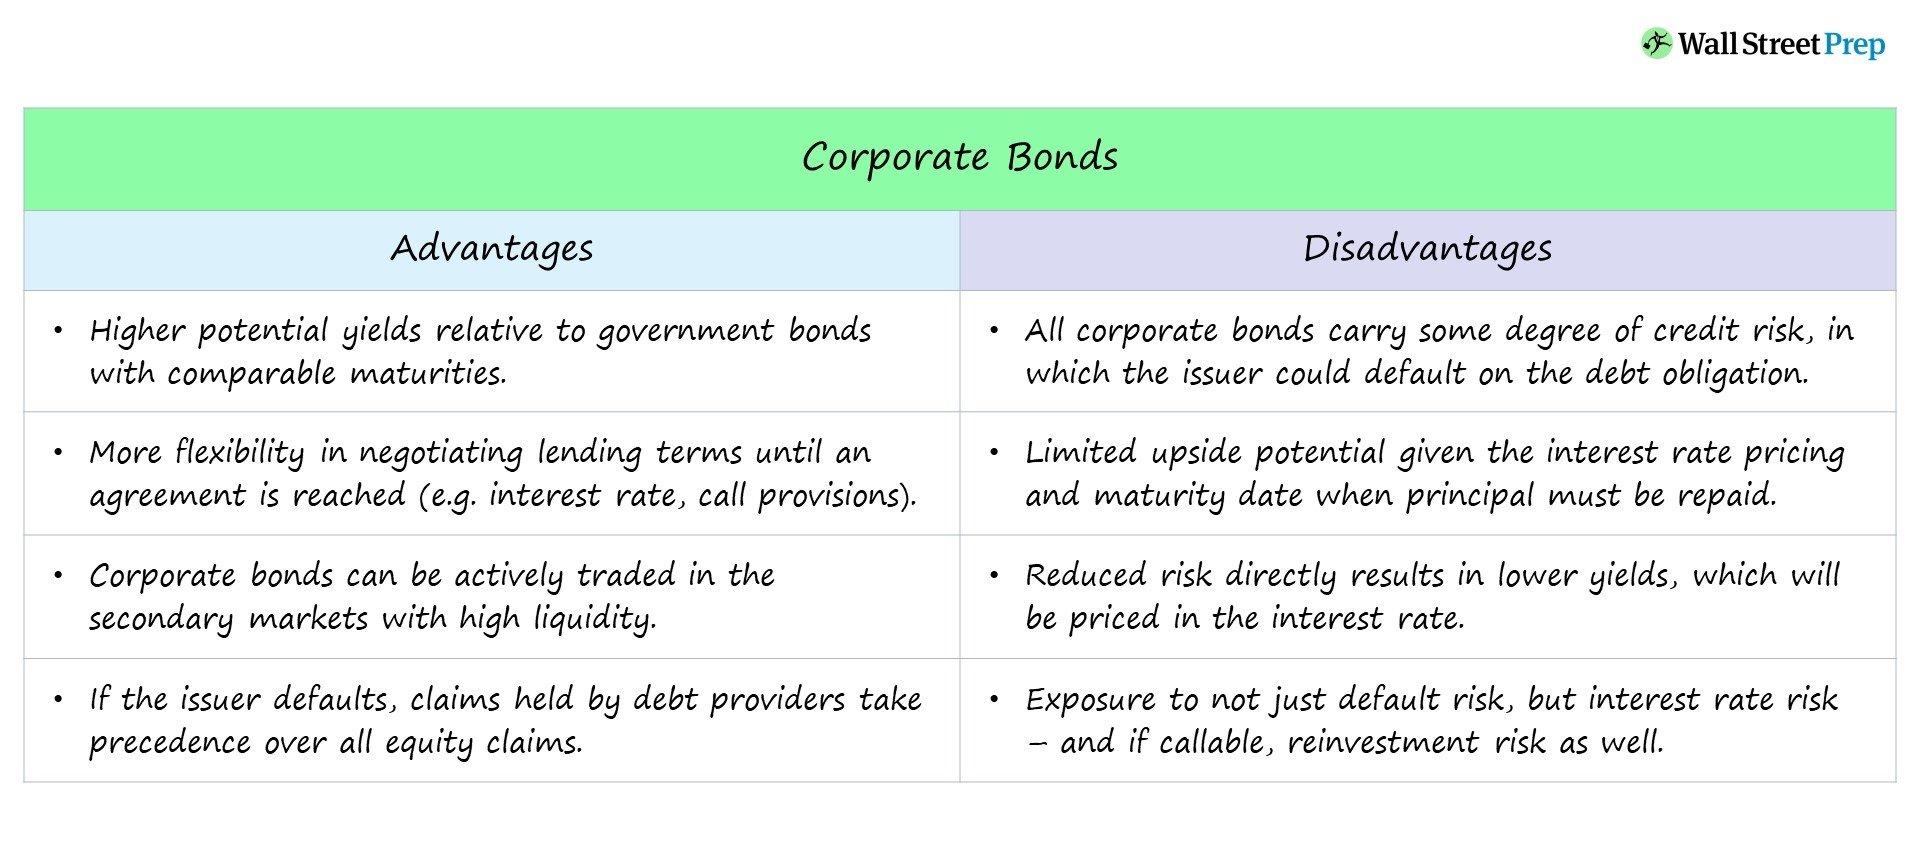 Wall Street Prep
Corporate Bonds
Advantages
Disadvantages
• Higher potential yields relative to government bonds
with comparable maturities.
• All corporate bonds carry some degree of credit risk, in
which the issuer could default on the debt obligation.
• More flexibility in negotiating lending terms until an
agreement is reached (e.g. interest rate, call provisions).
• Limited upside potential given the interest rate pricing
and maturity date when principal must be repaid.
• Corporate bonds can be actively traded in the
secondary markets with high liquidity.
• Reduced risk directly results in lower yields, which will
be priced in the interest rate.
• If the issuer defaults, claims held by debt providers take
precedence over all equity claims.
• Exposure to not just default risk, but interest rate risk
– and if callable, reinvestment risk as well.